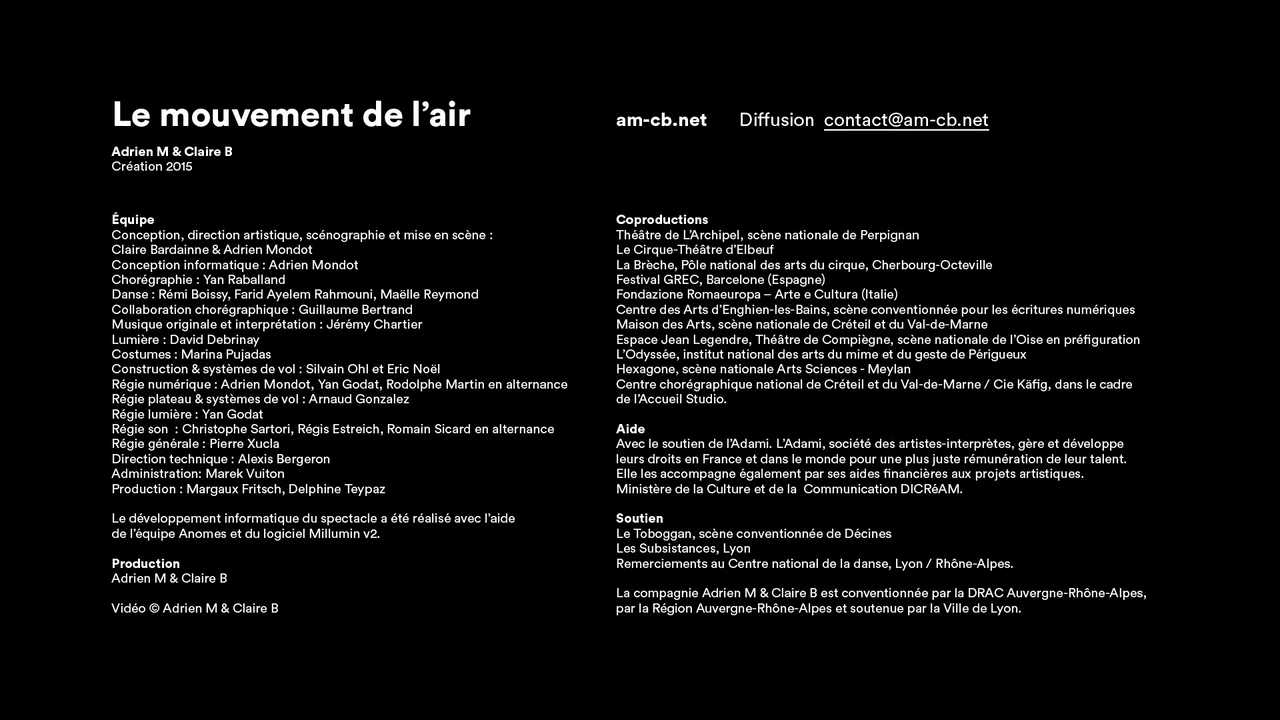 Le mouvement de l’air
Adrien M & Claire B
Création 2015
am-cb.net Diffusion contact@am-cb.net
Équipe
Conception, direction artistique, scénographie et mise en scène :
Claire Bardainne & Adrien Mondot
Conception informatique : Adrien Mondot
Chorégraphie : Yan Raballand
Danse : Rémi Boissy, Farid Ayelem Rahmouni, Maëlle Reymond
Collaboration chorégraphique : Guillaume Bertrand
Musique originale et interprétation : Jérémy Chartier
Lumière : David Debrinay
Costumes : Marina Pujadas
Construction & systèmes de vol : Silvain Ohl et Eric Noël
Régie numérique : Adrien Mondot, Yan Godat, Rodolphe Martin en alternance
Régie plateau & systèmes de vol : Arnaud Gonzalez
Régie lumière : Yan Godat
Régie son  : Christophe Sartori, Régis Estreich, Romain Sicard en alternance
Régie générale : Pierre Xucla
Direction technique : Alexis Bergeron
Administration: Marek Vuiton
Production : Margaux Fritsch, Delphine Teypaz
Le développement informatique du spectacle a été réalisé avec l’aide
de l’équipe Anomes et du logiciel Millumin v2.
Production
Adrien M & Claire B
Vidéo © Adrien M & Claire B
Coproductions
Théâtre de L’Archipel, scène nationale de Perpignan
Le Cirque-Théâtre d’Elbeuf
La Brèche, Pôle national des arts du cirque, Cherbourg-Octeville
Festival GREC, Barcelone (Espagne)
Fondazione Romaeuropa – Arte e Cultura (Italie)
Centre des Arts d’Enghien-les-Bains, scène conventionnée pour les écritures numériques
Maison des Arts, scène nationale de Créteil et du Val-de-Marne
Espace Jean Legendre, Théâtre de Compiègne, scène nationale de l’Oise en préfiguration
L’Odyssée, institut national des arts du mime et du geste de Périgueux
Hexagone, scène nationale Arts Sciences - Meylan
Centre chorégraphique national de Créteil et du Val-de-Marne / Cie Käfig, dans le cadre
de l’Accueil Studio.
Aide
Avec le soutien de l’Adami. L’Adami, société des artistes-interprètes, gère et développe
leurs droits en France et dans le monde pour une plus juste rémunération de leur talent.
Elle les accompagne également par ses aides financières aux projets artistiques.
Ministère de la Culture et de la  Communication DICRéAM.
Soutien
Le Toboggan, scène conventionnée de Décines
Les Subsistances, Lyon
Remerciements au Centre national de la danse, Lyon / Rhône-Alpes.
La compagnie Adrien M & Claire B est conventionnée par la DRAC Auvergne-Rhône-Alpes,
par la Région Auvergne-Rhône-Alpes et soutenue par la Ville de Lyon.